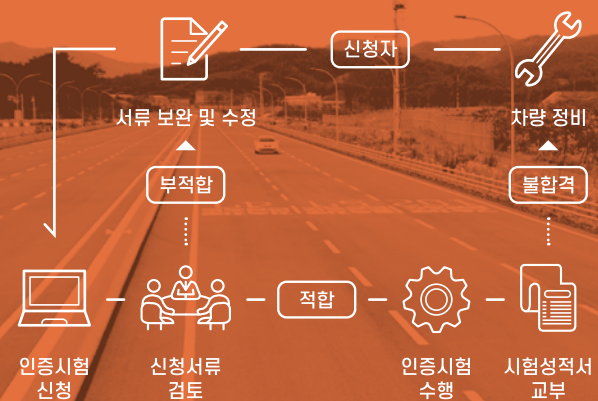 신청자
서류 보완 및 수정
차량 정비
부적합
불합격
적합
인증시험
신청
신청서류
검토
인증시험
수행
시험성적서
교부